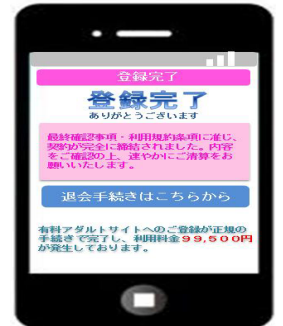 登録完了
登録完了
ありがとうございます
最終確認事項・利用規約条項に准じ、
契約が完全に締結されました。内容
をご確認の上、速やかにご清算をお
願いいたします。
退会手続きはこちらから
有料アダルトサイトへのご登録が正規の
手続きで完了し、利用料金９９,５００円
が発生しております。